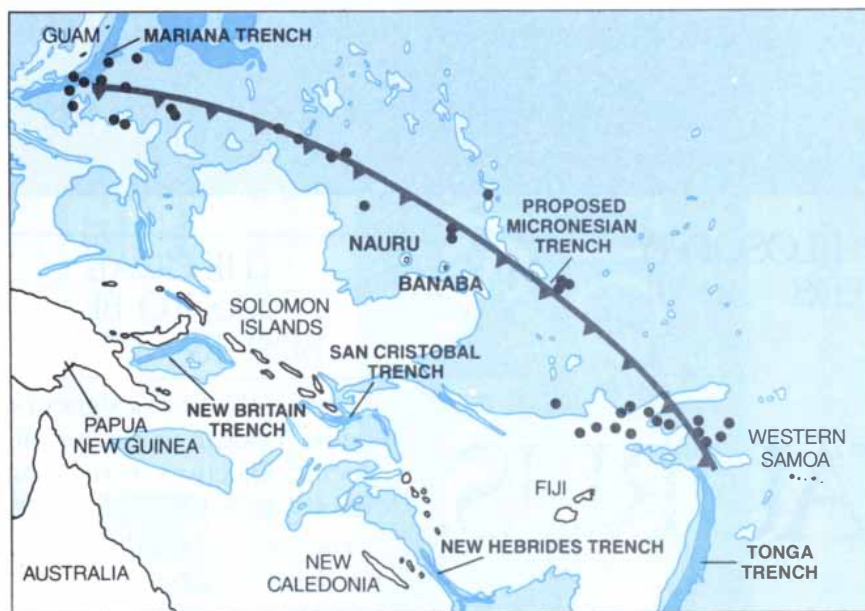 GUAM
MARIANA TRENCH
PROPOSED
MICRONESIAN
TRENCH
NAURU
BANABA
SOLOMON
ISLANDS
SAN CRISTOBAL
TRENCH
NEW BRITAIN
TRENCH
PAPUA
NEW GUINEA
WESTERN
SAMOA
FIJI
NEW HEBRIDES TRENCH
NEW
CALEDONIA
TONGA
TRENCH
AUSTRALIA